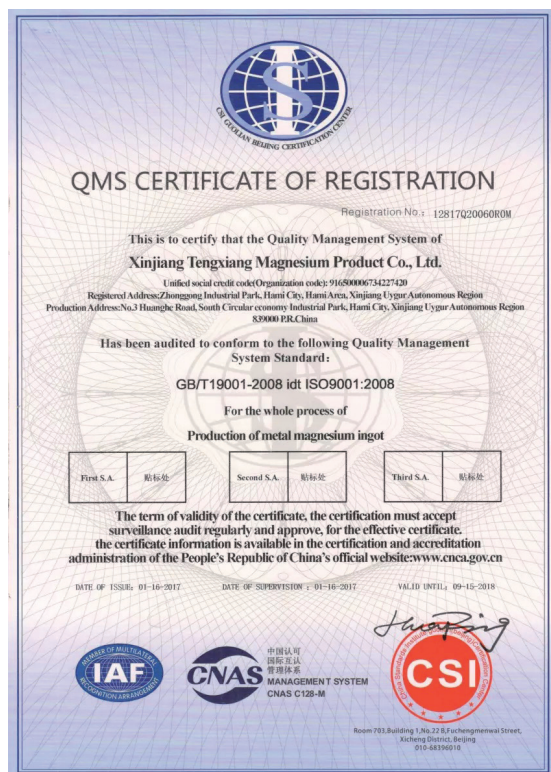 CSI GUOLIAN BEIJING CERTIFICATION CENTER
QMS CERTIFICATE OF REGISTRATION
Registration No.: 12817Q20060R0M
This is to certify that the Quality Management System of
Xinjiang Tengxiang Magnesium Product Co., Ltd.
Unified social credit code(Organization code): 916500006734227420
Registered Address:Zhonggong Industrial Park, Hami City, Hami Area, Xinjiang Uygur Autonomous Region
Production Address:No.3 Huanghe Road, South Circular economy Industrial Park, Hami City, Xinjiang Uygur Autonomous Region
839000 P.R.China
Has been audited to conform to the following Quality Management
System Standard:
GB/T19001-2008 idt ISO9001:2008
For the whole process of
Production of metal magnesium ingot
First S.A. 贴标处 Second S.A. 贴标处 Third S.A. 贴标处
The term of validity of the certificate, the certification must accept
surveillance audit regularly and approve, for the effective certificate.
the certificate information is available in the certification and accreditation
administration of the People's Republic of China's official website:www.cnca.gov.cn
DATE OF ISSUE: 01-16-2017 DATE OF SUPERVISION : 01-16-2017 VALID UNTIL: 09-15-2018
MEMBER OF MULTILATERAL
IAF
RECOGNITION ARRANGEMENT
CNAS
中国认可
国际互认
管理体系
MANAGEMENT SYSTEM
CNAS C128-M
CSI
Room 703,Building 1,No.22 B,Fuchengmenwai Street,
Xicheng District, Beijing
010-68396010